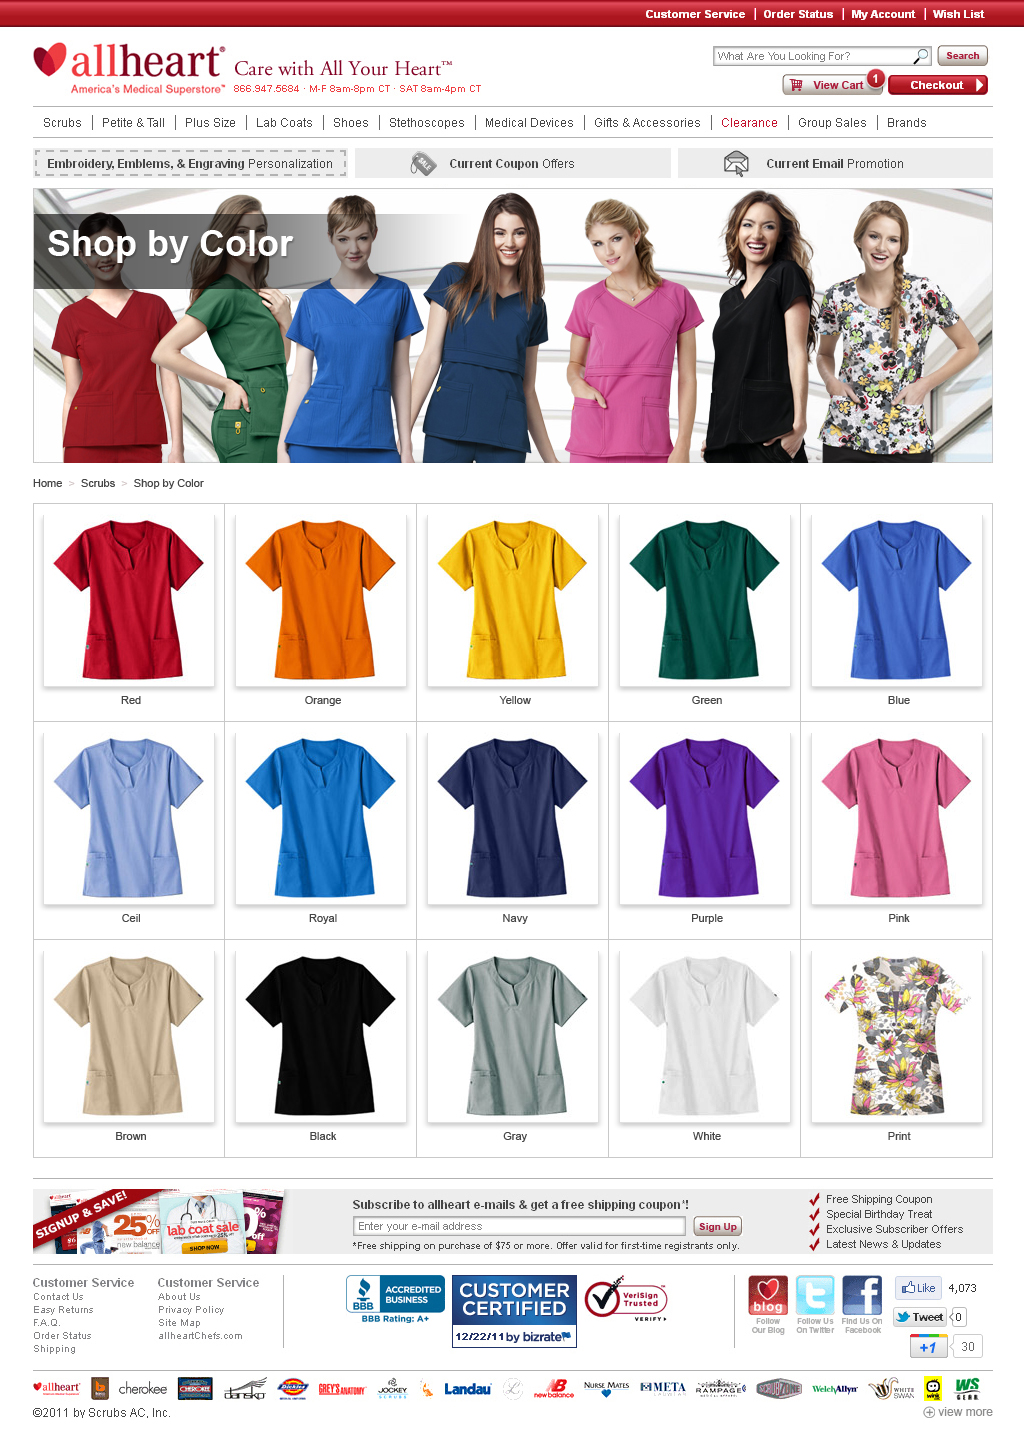 Customer Service | Order Status | My Account | Wish List
allheart® Care with All Your Heart™
America's Medical Superstore™ 866.947.5684 · M-F 8am-8pm CT · SAT 8am-4pm CT
What Are You Looking For? Search
View Cart 1 Checkout
Scrubs | Petite & Tall | Plus Size | Lab Coats | Shoes | Stethoscopes | Medical Devices | Gifts & Accessories | Clearance | Group Sales | Brands
Embroidery, Emblems, & Engraving Personalization
SALE Current Coupon Offers
Current Email Promotion
Shop by Color
Home > Scrubs > Shop by Color
Red Orange Yellow Green Blue
Ceil Royal Navy Purple Pink
Brown Black Gray White Print
SIGNUP & SAVE!
allheart
25%
new balance
lab coat sale
SHOP NOW
Subscribe to allheart e-mails & get a free shipping coupon*!
Enter your e-mail address Sign Up
*Free shipping on purchase of $75 or more. Offer valid for first-time registrants only.
Free Shipping Coupon
Special Birthday Treat
Exclusive Subscriber Offers
Latest News & Updates
Customer Service
Contact Us
Easy Returns
F.A.Q.
Order Status
Shipping
Customer Service
About Us
Privacy Policy
Site Map
allheartChefs.com
BBB ACCREDITED BUSINESS
BBB Rating: A+
CUSTOMER CERTIFIED
12/22/11 by bizrate
VeriSign Trusted
VERIFY
blog
Follow Our Blog
Follow Us On Twitter
Find Us On Facebook
Like 4,073
Tweet 0
+1 30
allheart cherokee CHEROKEE dansko Dickies GREY'S ANATOMY JOCKEY SCRUBS Landau new balance NURSE MATES META RAMPAGE SCRUBZONE WelchAllyn WHITE SWAN wink WS GEAR
©2011 by Scrubs AC, Inc.
view more